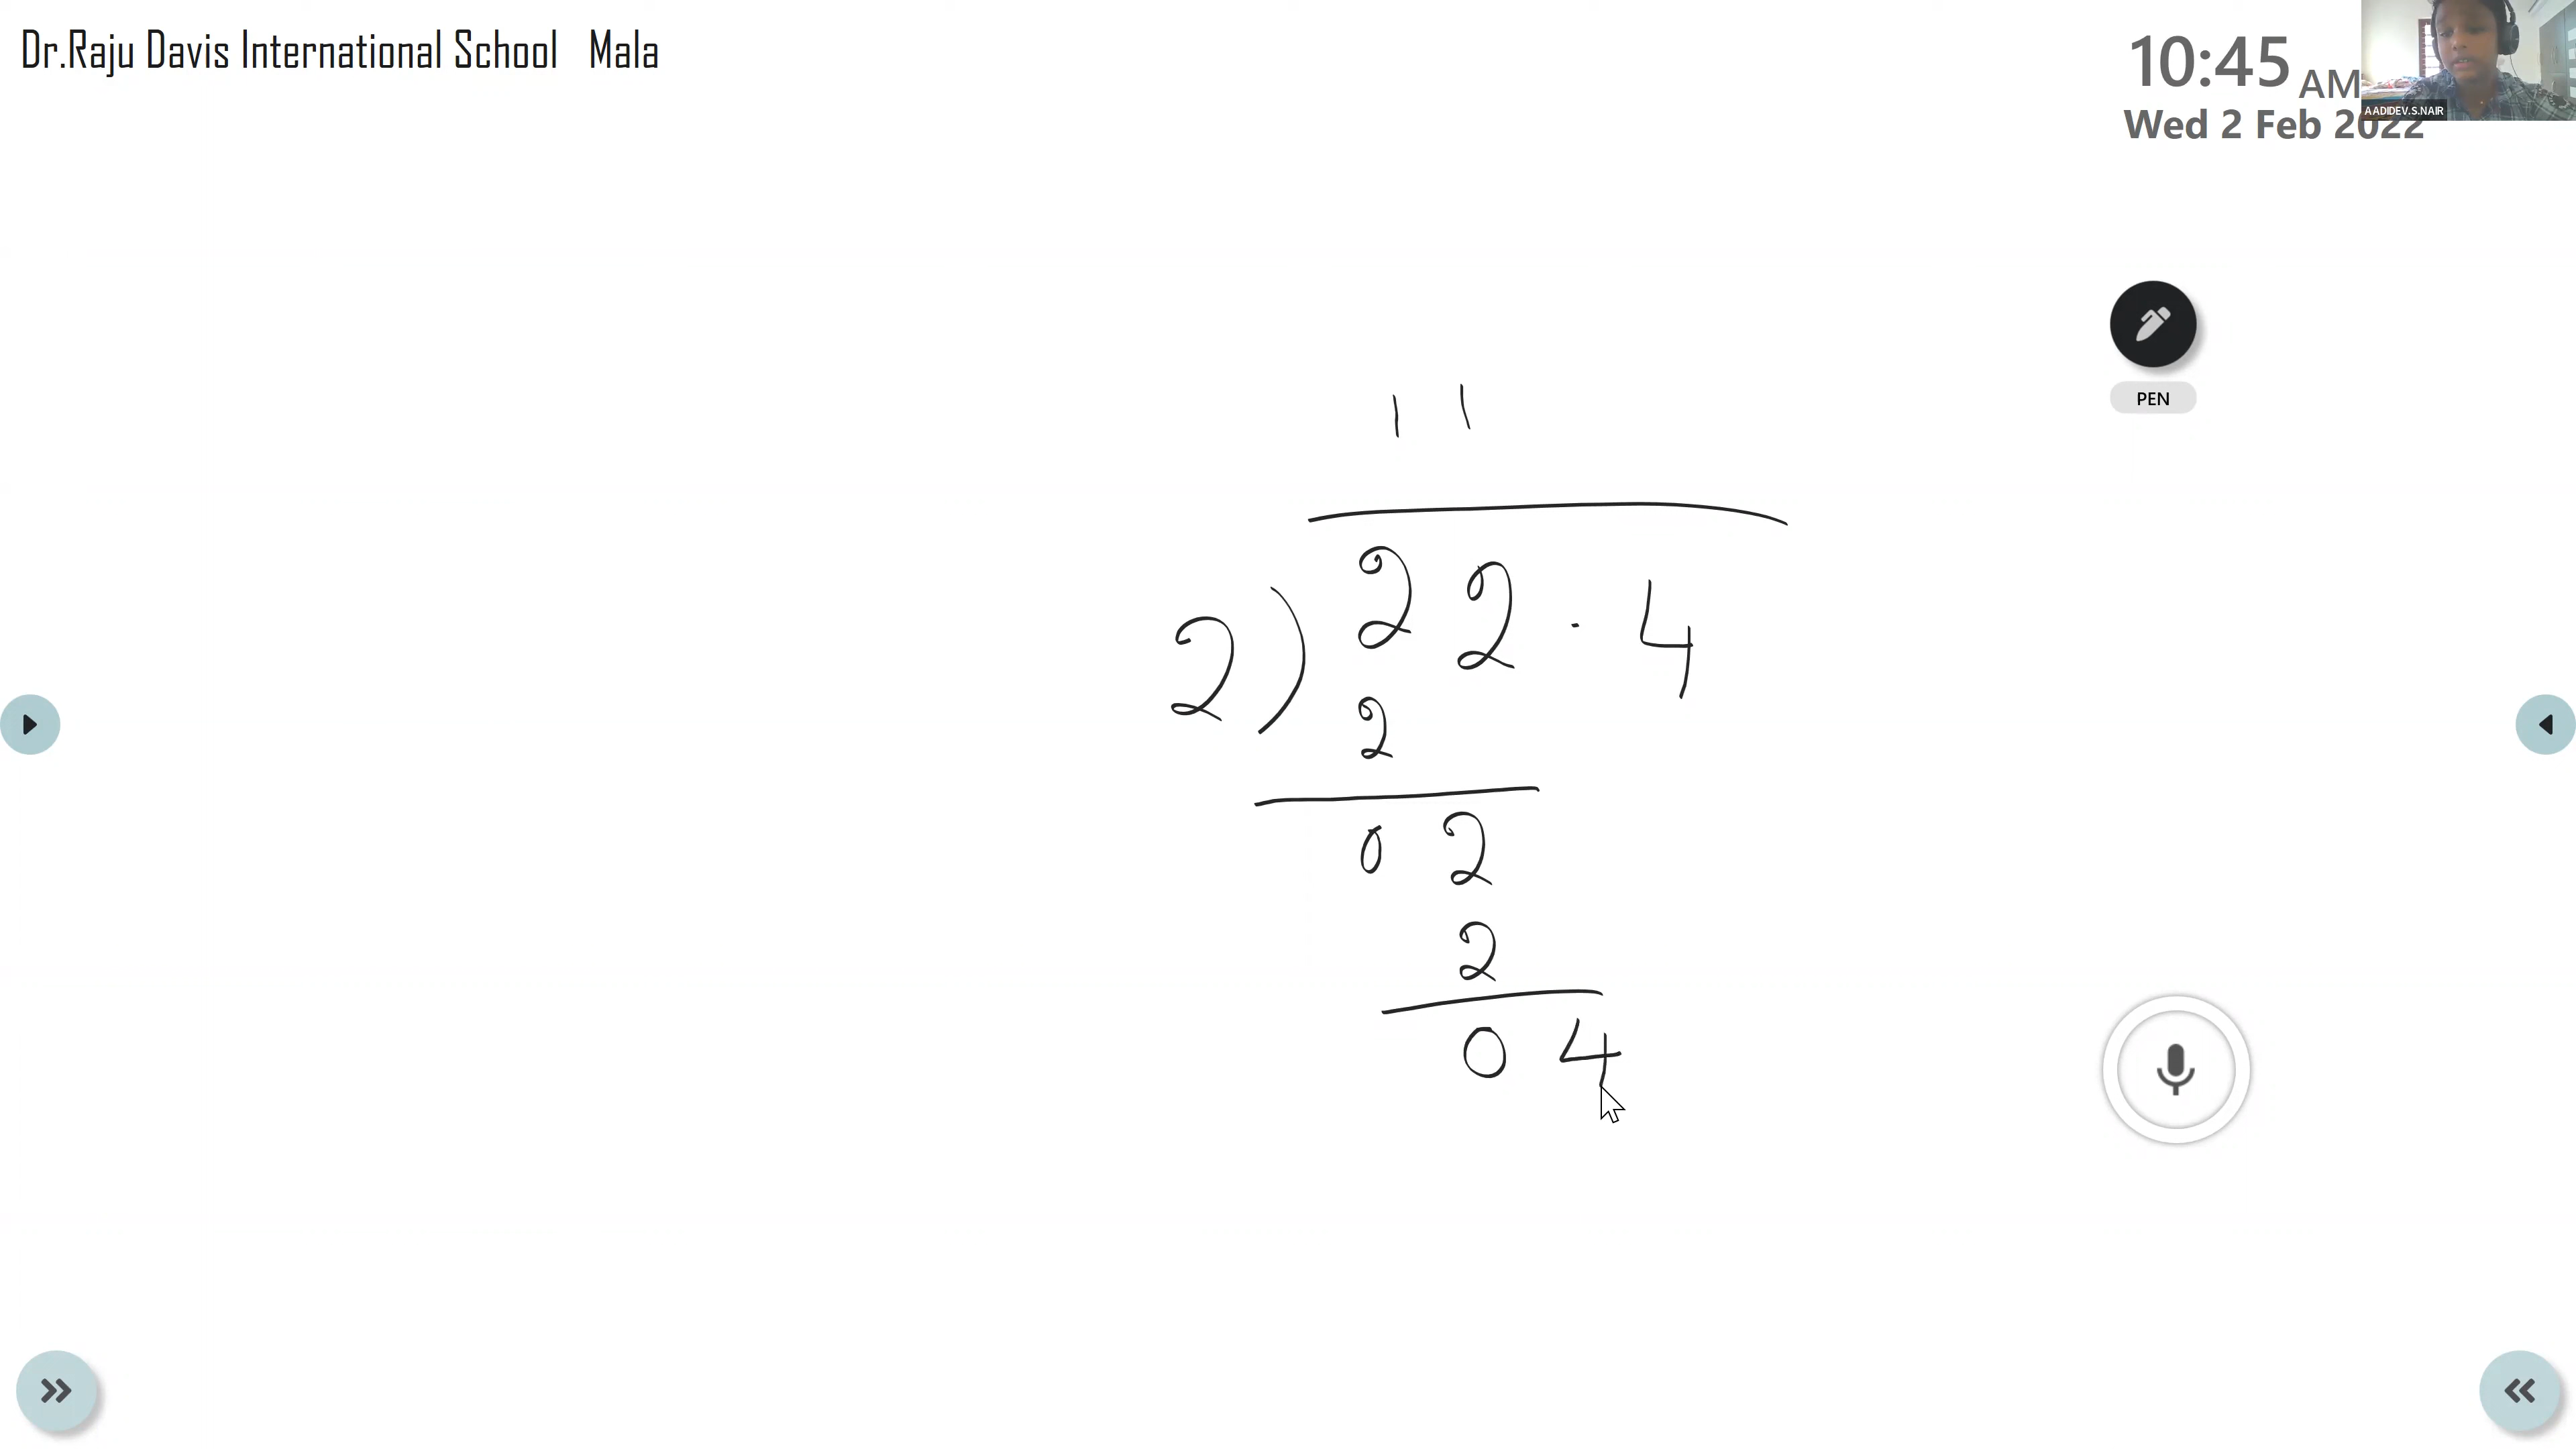 Dr.Raju Davis International School Mala
10:45 AM
Wed 2 Feb 2022
AADIDEV.S.NAIR
PEN
1 1
2) 22.4
2
0 2
2
0 4